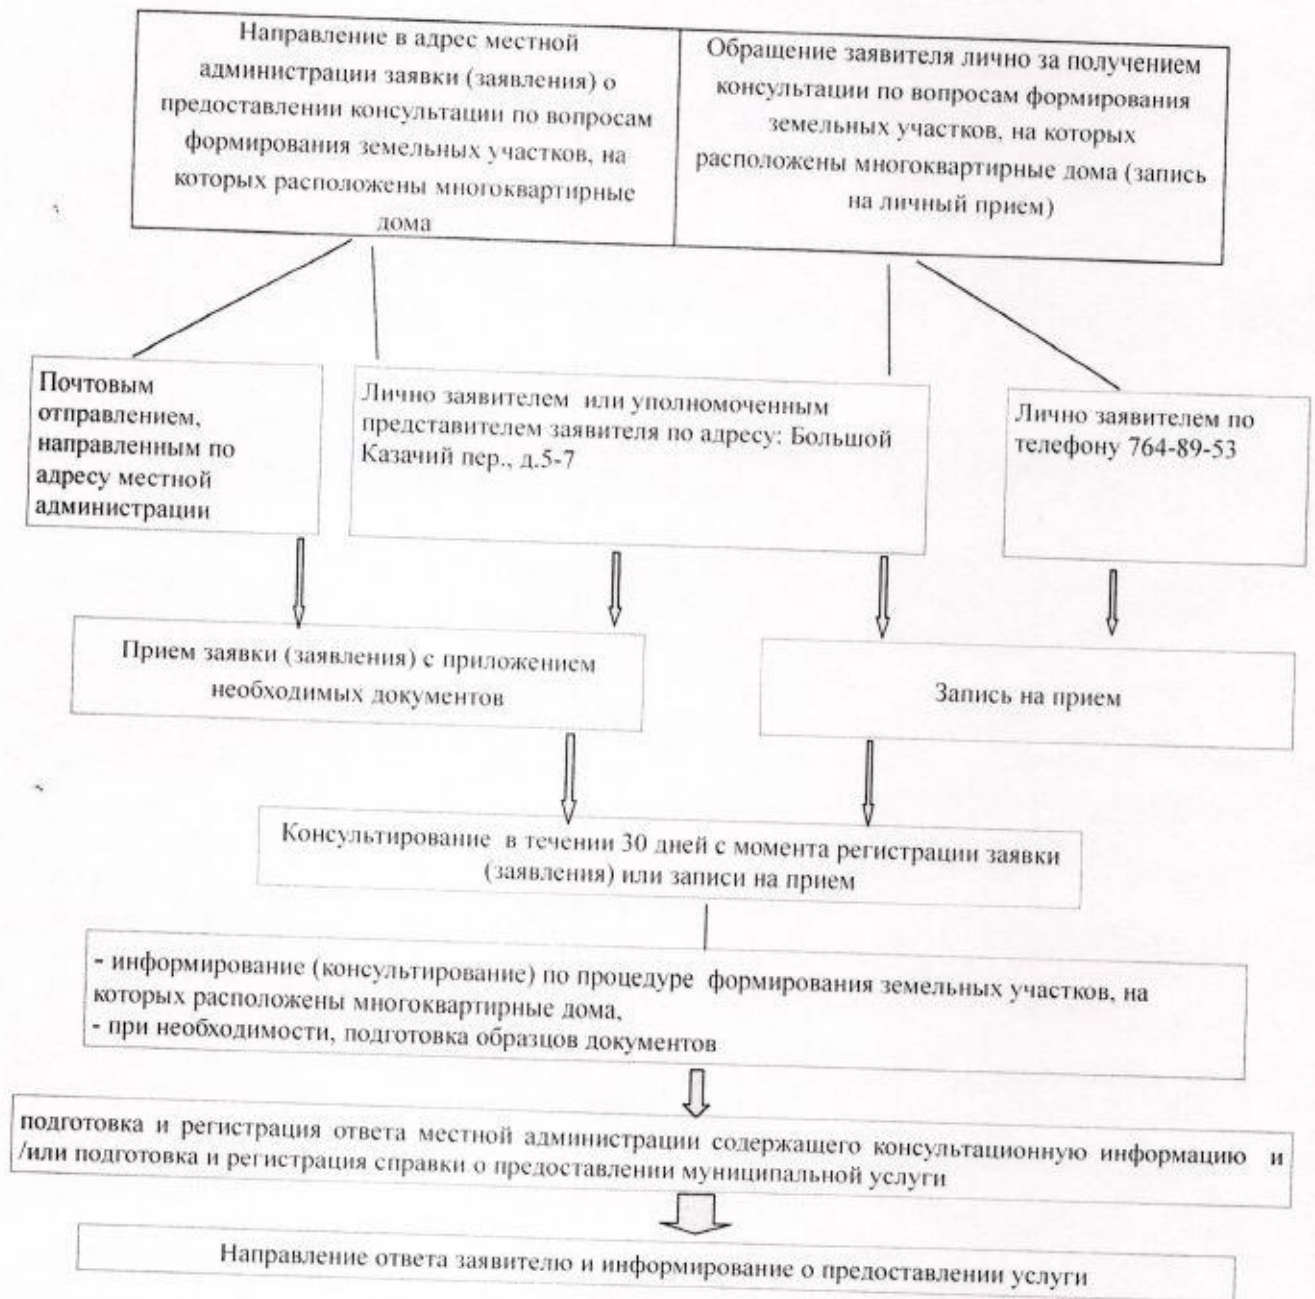 Направление в адрес местной
администрации заявки (заявления) о
предоставлении консультации по вопросам
формирования земельных участков, на
которых расположены многоквартирные
дома
Обращение заявителя лично за получением
консультации по вопросам формирования
земельных участков, на которых
расположены многоквартирные дома (запись
на личный прием)
Почтовым
отправлением,
направленным по
адресу местной
администрации
Лично заявителем или уполномоченным
представителем заявителя по адресу: Большой
Казачий пер., д.5-7
Лично заявителем по
телефону 764-89-53
Прием заявки (заявления) с приложением
необходимых документов
Запись на прием
Консультирование в течении 30 дней с момента регистрации заявки
(заявления) или записи на прием
- информирование (консультирование) по процедуре формирования земельных участков, на
которых расположены многоквартирные дома,
- при необходимости, подготовка образцов документов
подготовка и регистрация ответа местной администрации содержащего консультационную информацию и
/или подготовка и регистрация справки о предоставлении муниципальной услуги
Направление ответа заявителю и информирование о предоставлении услуги